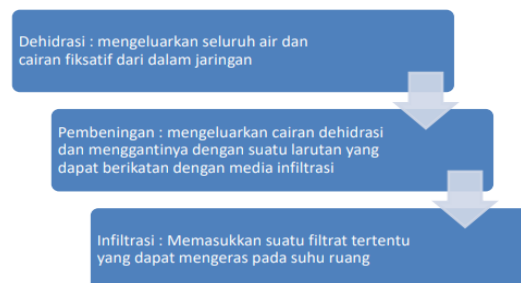 Dehidrasi : mengeluarkan seluruh air dan
cairan fiksatif dari dalam jaringan
Pembeningan : mengeluarkan cairan dehidrasi
dan menggantinya dengan suatu larutan yang
dapat berikatan dengan media infiltrasi
Infiltrasi : Memasukkan suatu filtrat tertentu
yang dapat mengeras pada suhu ruang